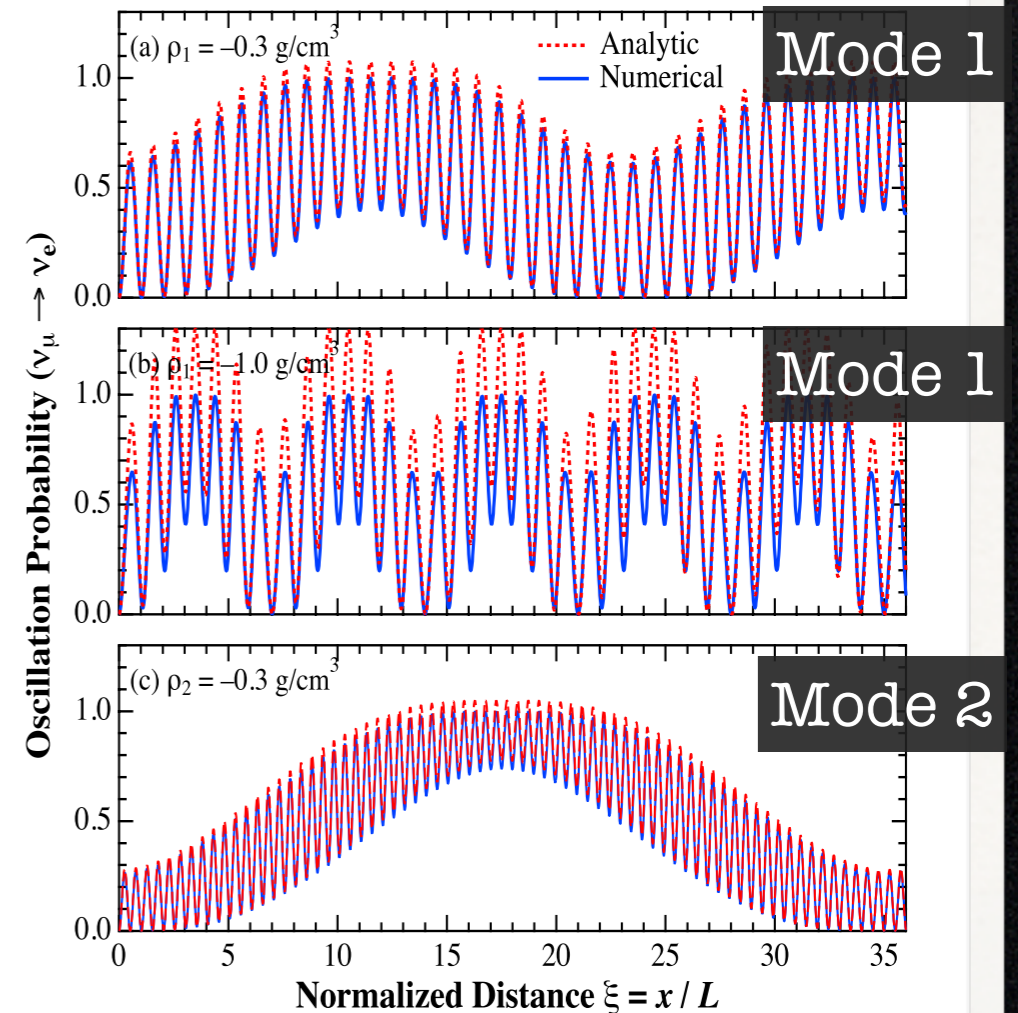 (a) ρ₁ = –0.3 g/cm³
Analytic
Numerical
Mode 1
1.0
0.5
0.0
(b) ρ₁ = –1.0 g/cm³
Mode 1
1.0
0.5
0.0
(c) ρ₂ = –0.3 g/cm³
Mode 2
1.0
0.5
0.0
0 5 10 15 20 25 30 35
Normalized Distance ξ = x / L
Oscillation Probability (νμ → νe)